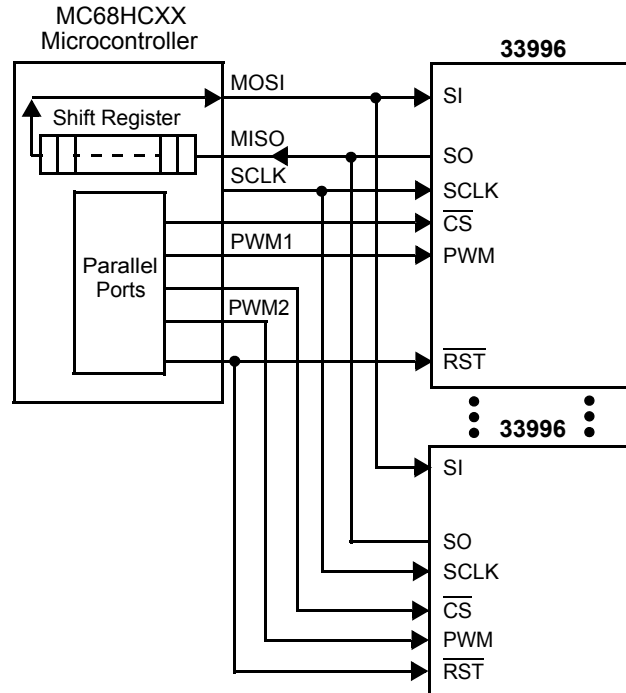 MC68HCXX
Microcontroller
33996
MOSI
SI
Shift Register
MISO
SO
SCLK
SCLK
CS
PWM1
PWM
Parallel
Ports
PWM2
RST
33996
SI
SO
SCLK
CS
PWM
RST